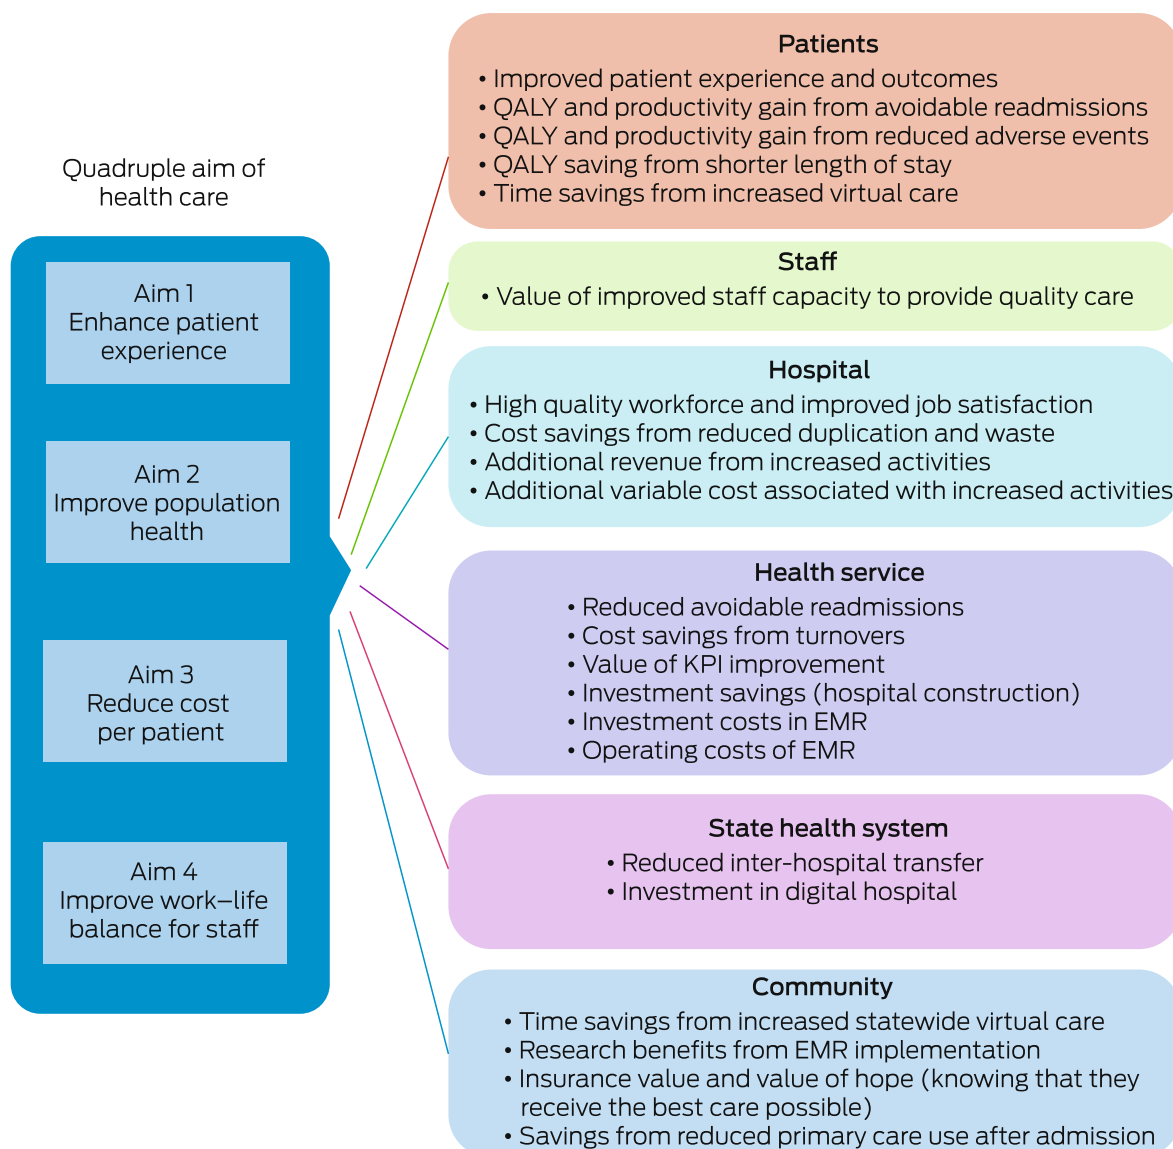 Quadruple aim of
health care
Aim 1
Enhance patient
experience
Aim 2
Improve population
health
Aim 3
Reduce cost
per patient
Aim 4
Improve work–life
balance for staff
Patients
• Improved patient experience and outcomes
• QALY and productivity gain from avoidable readmissions
• QALY and productivity gain from reduced adverse events
• QALY saving from shorter length of stay
• Time savings from increased virtual care
Staff
• Value of improved staff capacity to provide quality care
Hospital
• High quality workforce and improved job satisfaction
• Cost savings from reduced duplication and waste
• Additional revenue from increased activities
• Additional variable cost associated with increased activities
Health service
• Reduced avoidable readmissions
• Cost savings from turnovers
• Value of KPI improvement
• Investment savings (hospital construction)
• Investment costs in EMR
• Operating costs of EMR
State health system
• Reduced inter-hospital transfer
• Investment in digital hospital
Community
• Time savings from increased statewide virtual care
• Research benefits from EMR implementation
• Insurance value and value of hope (knowing that they
receive the best care possible)
• Savings from reduced primary care use after admission